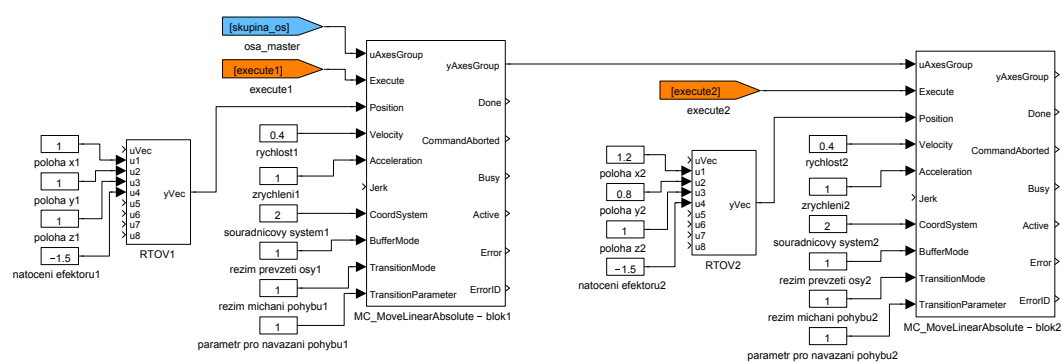 [skupina_os]
osa_master
[execute1]
execute1
uAxesGroup
Execute
Position
Velocity
Acceleration
Jerk
CoordSystem
BufferMode
TransitionMode
TransitionParameter
yAxesGroup
Done
CommandAborted
Busy
Active
Error
ErrorID
MC_MoveLinearAbsolute − blok1
1
poloha x1
1
poloha y1
1
poloha z1
−1.5
natoceni efektoru1
uVec
u1
u2
u3
u4
u5
u6
u7
u8
yVec
RTOV1
0.4
rychlost1
1
zrychleni1
2
souradnicovy system1
1
rezim prevzeti osy1
1
rezim michani pohybu1
1
parametr pro navazani pohybu1
[execute2]
execute2
1.2
poloha x2
0.8
poloha y2
1
poloha z2
−1.5
natoceni efektoru2
uVec
u1
u2
u3
u4
u5
u6
u7
u8
yVec
RTOV2
0.4
rychlost2
1
zrychleni2
2
souradnicovy system2
1
rezim prevzeti osy2
1
rezim michani pohybu2
1
parametr pro navazani pohybu2
uAxesGroup
Execute
Position
Velocity
Acceleration
Jerk
CoordSystem
BufferMode
TransitionMode
TransitionParameter
yAxesGroup
Done
CommandAborted
Busy
Active
Error
ErrorID
MC_MoveLinearAbsolute − blok2